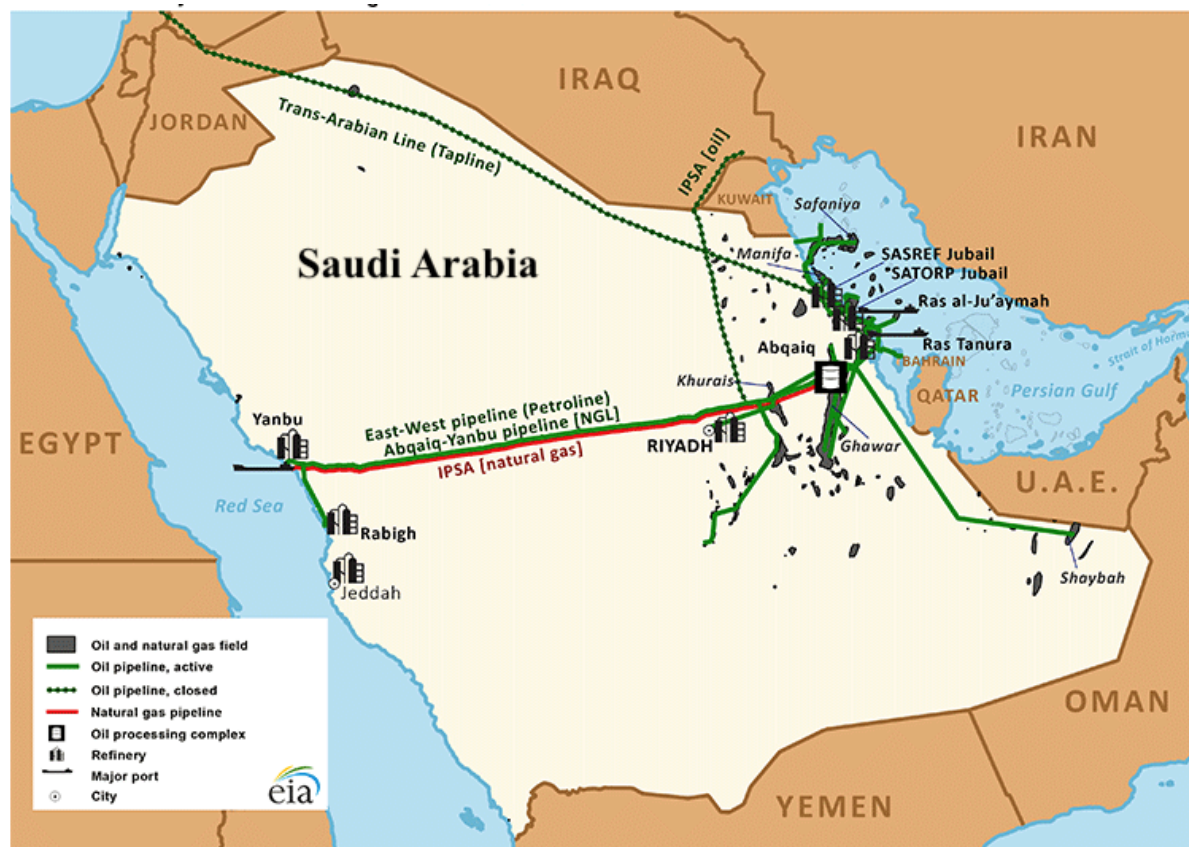 IRAQ
IRAN
JORDAN
Trans-Arabian Line (Tapline)
IPSA [oil]
KUWAIT
Safaniya
Manifa
SASREF Jubail
SATORP Jubail
Saudi Arabia
Ras al-Ju'aymah
Ras Tanura
Abqaiq
BAHRAIN
Khurais
QATAR
Persian Gulf
Yanbu
East-West pipeline (Petroline)
Abqaiq-Yanbu pipeline [NGL]
IPSA [natural gas]
EGYPT
RIYADH
Ghawar
U.A.E.
Red Sea
Rabigh
Shaybah
Jeddah
Oil and natural gas field
Oil pipeline, active
Oil pipeline, closed
Natural gas pipeline
Oil processing complex
Refinery
Major port
City
eia
OMAN
YEMEN
Strait of Hormu